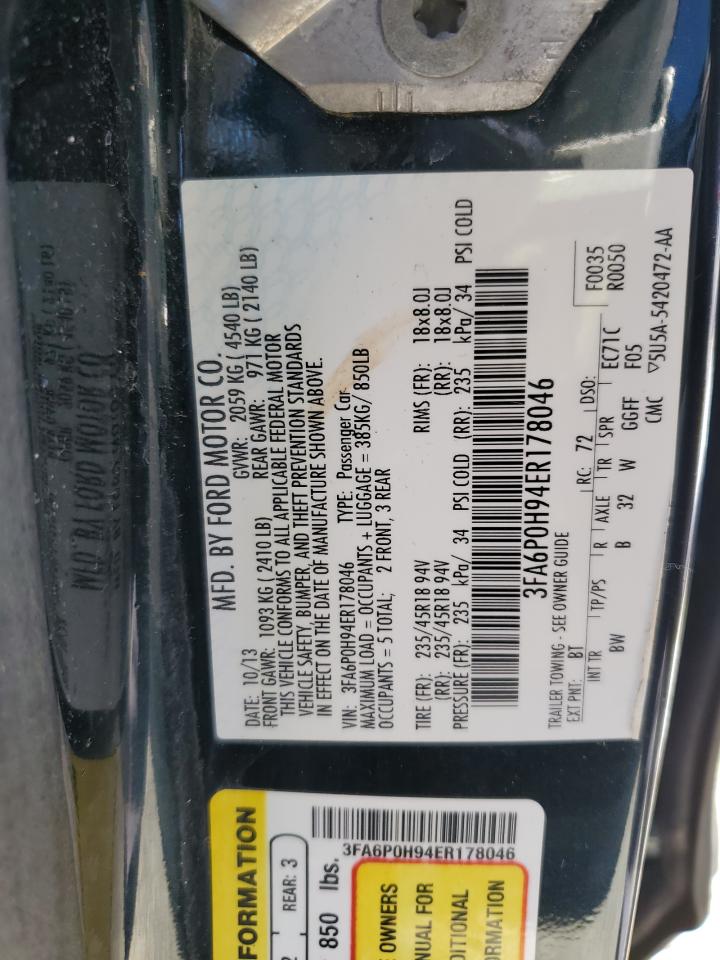 MFD. BY FORD MOTOR CO.
DATE: 10/13 GVWR: 2059 KG ( 4540 LB)
FRONT GAWR: 1093 KG ( 2410 LB) REAR GAWR: 971 KG ( 2140 LB)
THIS VEHICLE CONFORMS TO ALL APPLICABLE FEDERAL MOTOR
VEHICLE SAFETY, BUMPER, AND THEFT PREVENTION STANDARDS
IN EFFECT ON THE DATE OF MANUFACTURE SHOWN ABOVE.
VIN: 3FA6P0H94ER178046 TYPE: Passenger Car
MAXIMUM LOAD = OCCUPANTS + LUGGAGE = 385KG/ 850LB
OCCUPANTS = 5 TOTAL; 2 FRONT, 3 REAR
TIRE (FR): 235/45R18 94V RIMS (FR): 18x8.0J
(RR): 235/45R18 94V (RR): 18x8.0J
PRESSURE (FR): 235 kPa/ 34 PSI COLD (RR): 235 kPa/ 34 PSI COLD
3FA6P0H94ER178046
TRAILER TOWING - SEE OWNER GUIDE
EXT PNT: BT RC: 72 DSO: EC71C F0035
R0050
INT TR TP/PS R AXLE TR SPR F05
BW B 32 W GGFF
CMC ▽5U5A-5420472-AA
FORMATION
REAR: 3
850 lbs.
3FA6P0H94ER178046
OWNERS
NUAL FOR
DITIONAL
ORMATION